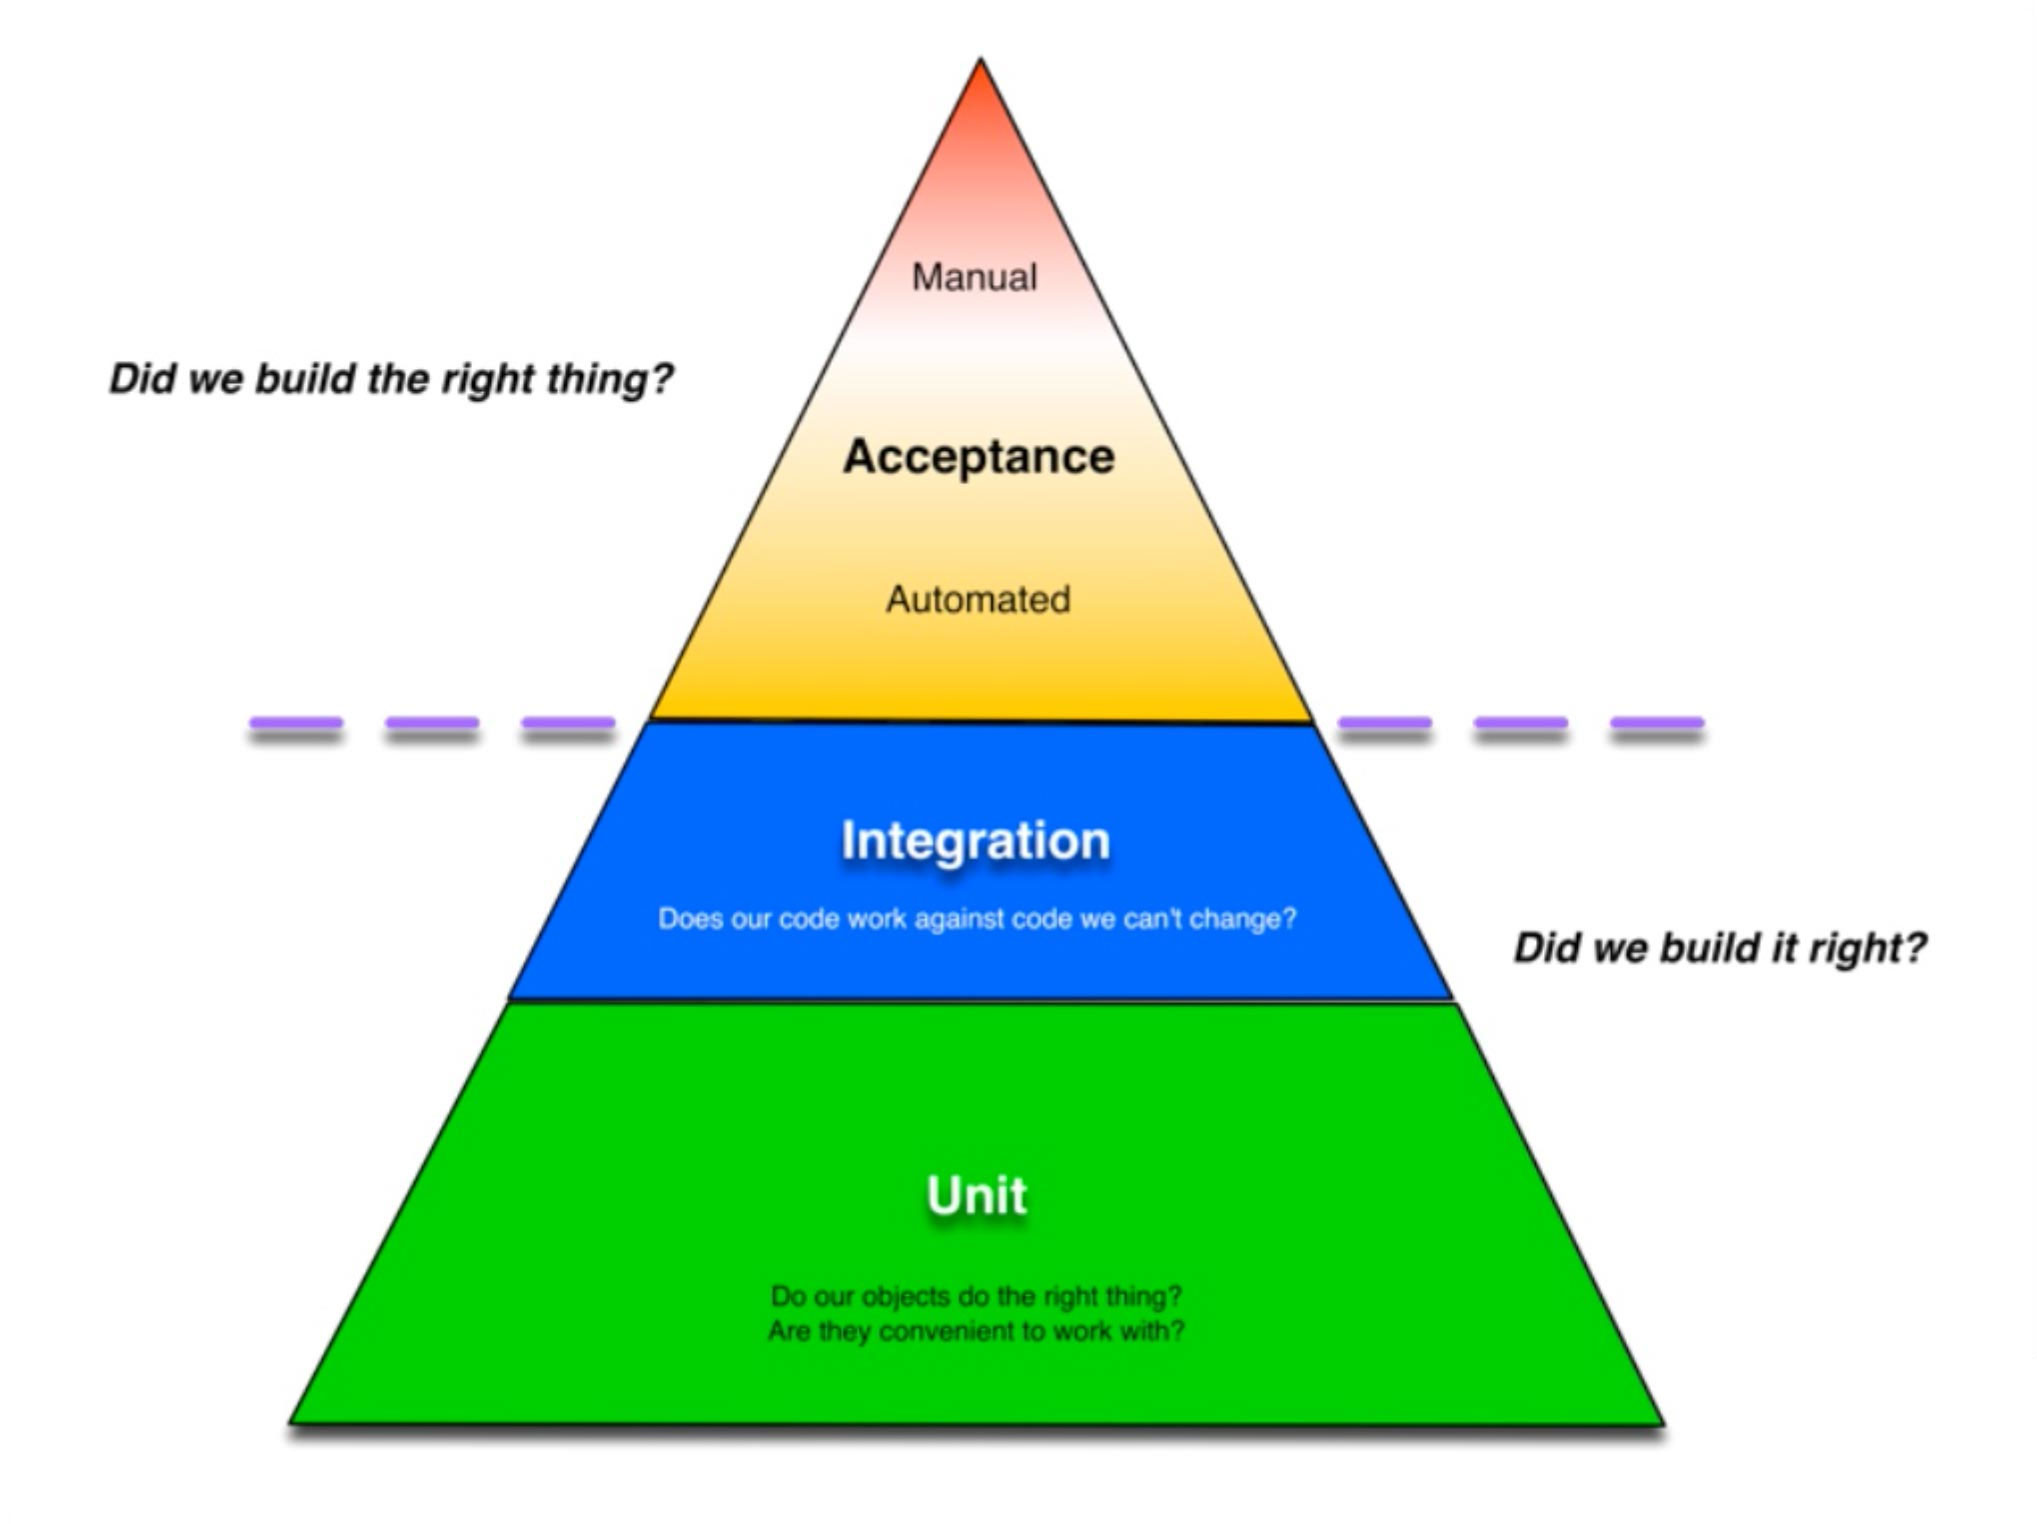 Manual
Did we build the right thing?
Acceptance
Automated
Integration
Does our code work against code we can't change?
Did we build it right?
Unit
Do our objects do the right thing?
Are they convenient to work with?